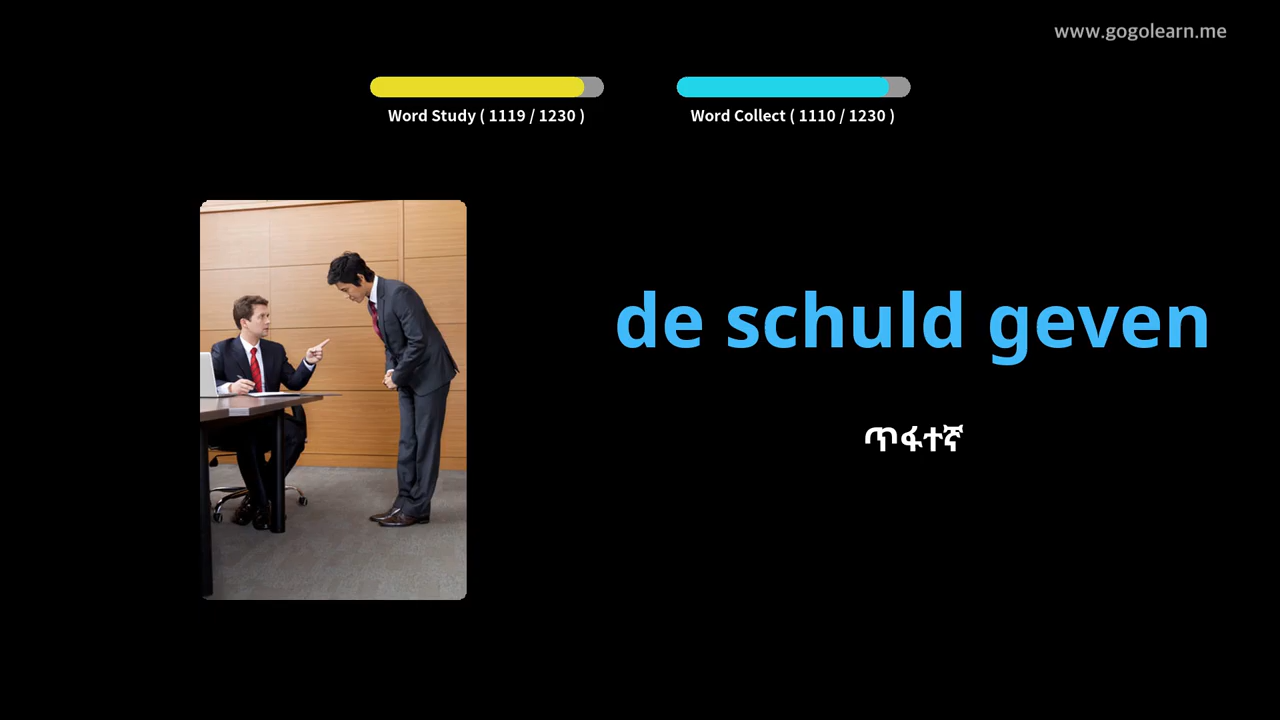 www.gogolearn.me
Word Study ( 1119 / 1230 )
Word Collect ( 1110 / 1230 )
de schuld geven
ጥፋተኛ